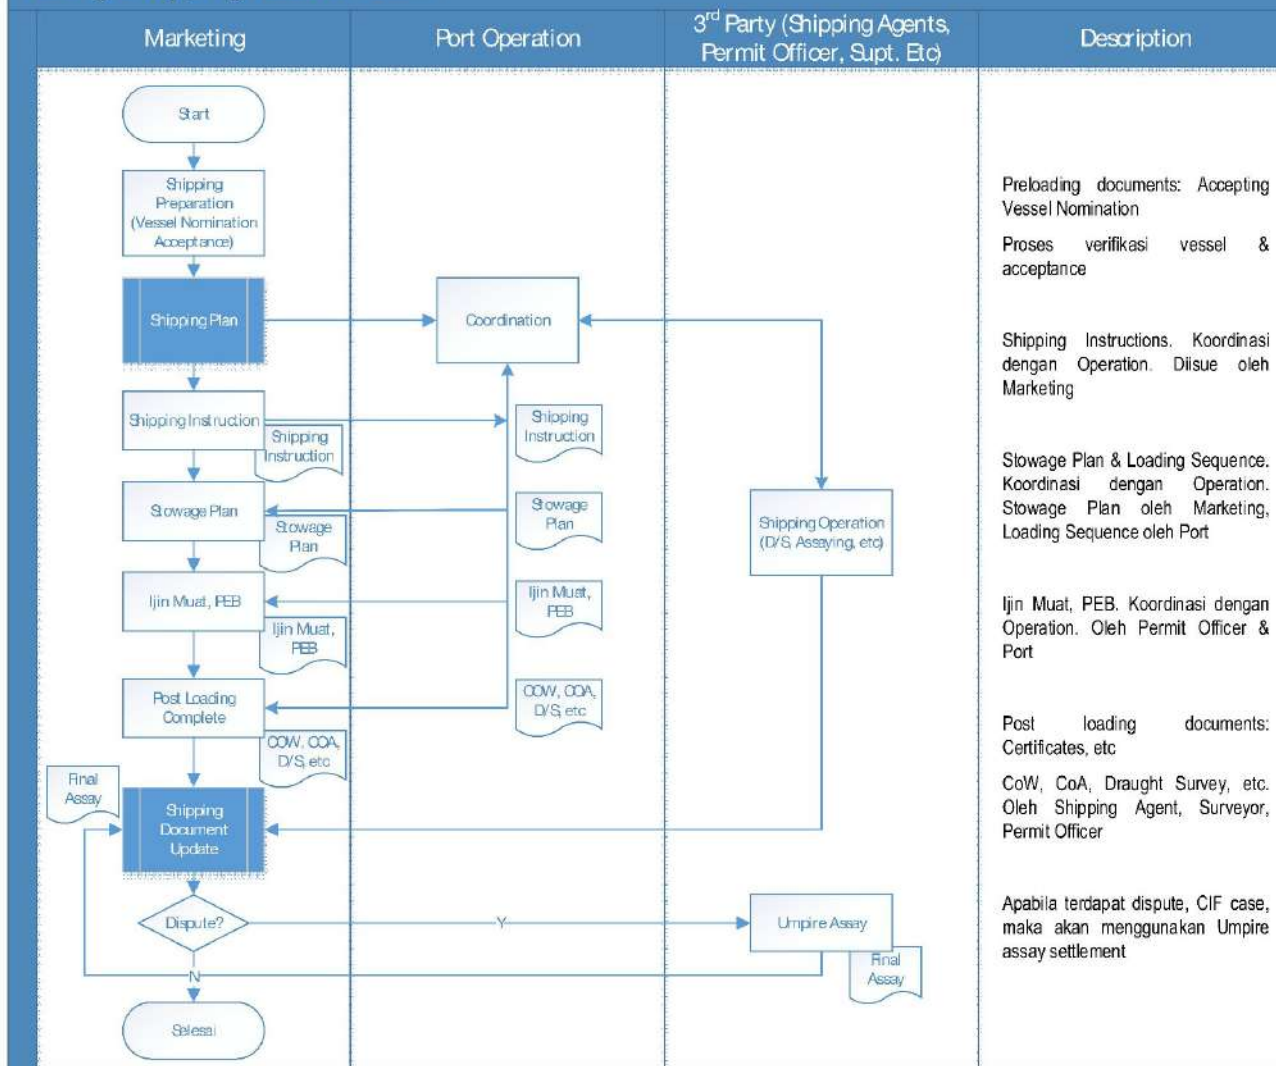 Marketing
Port Operation
3rd Party (Shipping Agents,
Permit Officer, Supt. Etc)
Description
Start
Shipping
Preparation
(Vessel Nomination
Acceptance)
Preloading documents: Accepting
Vessel Nomination
Proses verifikasi vessel &
acceptance
Shipping Plan
Coordination
Shipping Instructions. Koordinasi
dengan Operation. Diisue oleh
Marketing
Shipping Instruction
Shipping
Instruction
Shipping
Instruction
Stowage Plan
Stowage
Plan
Stowage
Plan
Shipping Operation
(D/S, Assaying, etc)
Stowage Plan & Loading Sequence.
Koordinasi dengan Operation.
Stowage Plan oleh Marketing,
Loading Sequence oleh Port
Ijin Muat, PEB
Ijin Muat,
PEB
Ijin Muat,
PEB
Ijin Muat, PEB. Koordinasi dengan
Operation. Oleh Permit Officer &
Port
Post Loading
Complete
COW, COA,
D/S, etc
COW, COA,
D/S, etc
Post loading documents:
Certificates, etc
CoW, CoA, Draught Survey, etc.
Oleh Shipping Agent, Surveyor,
Permit Officer
Final
Assay
Shipping
Document
Update
Dispute?
Y
Umpire Assay
Final
Assay
Apabila terdapat dispute, CIF case,
maka akan menggunakan Umpire
assay settlement
N
Selesai